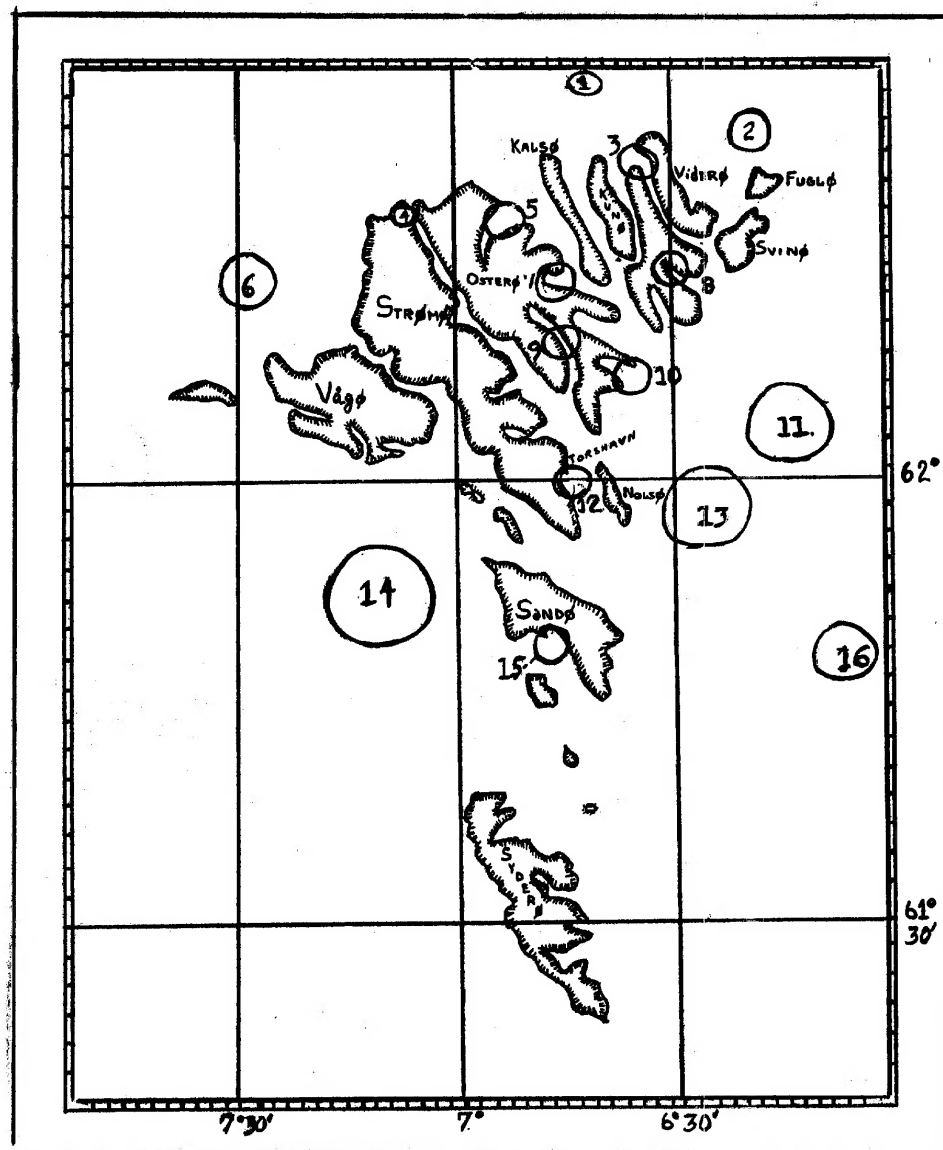 1
2
KALSØ
3
VIDERØ
FUGLØ
KUNØ
4
5
SVINØ
6
OSTERØ 7
8
STRØMØ
9
10
VÅGØ
11
TORSHAVN
62°
12
NOLSØ
13
14
SANDØ
15
16
SYDERØ
61°
30'
7°30'
7°
6°30'